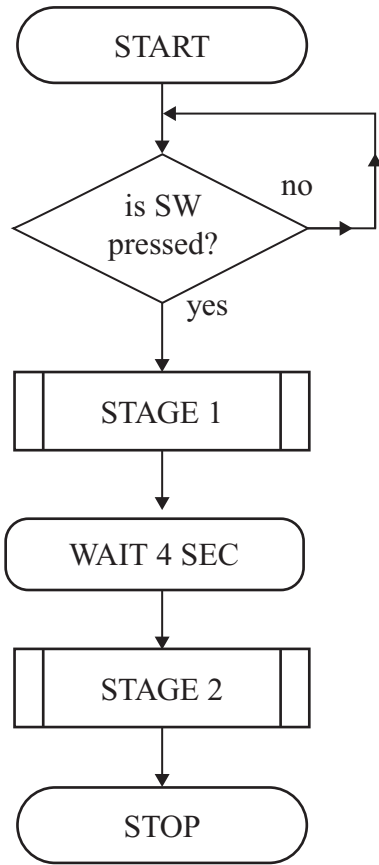 START
no
is SW
pressed?
yes
STAGE 1
WAIT 4 SEC
STAGE 2
STOP